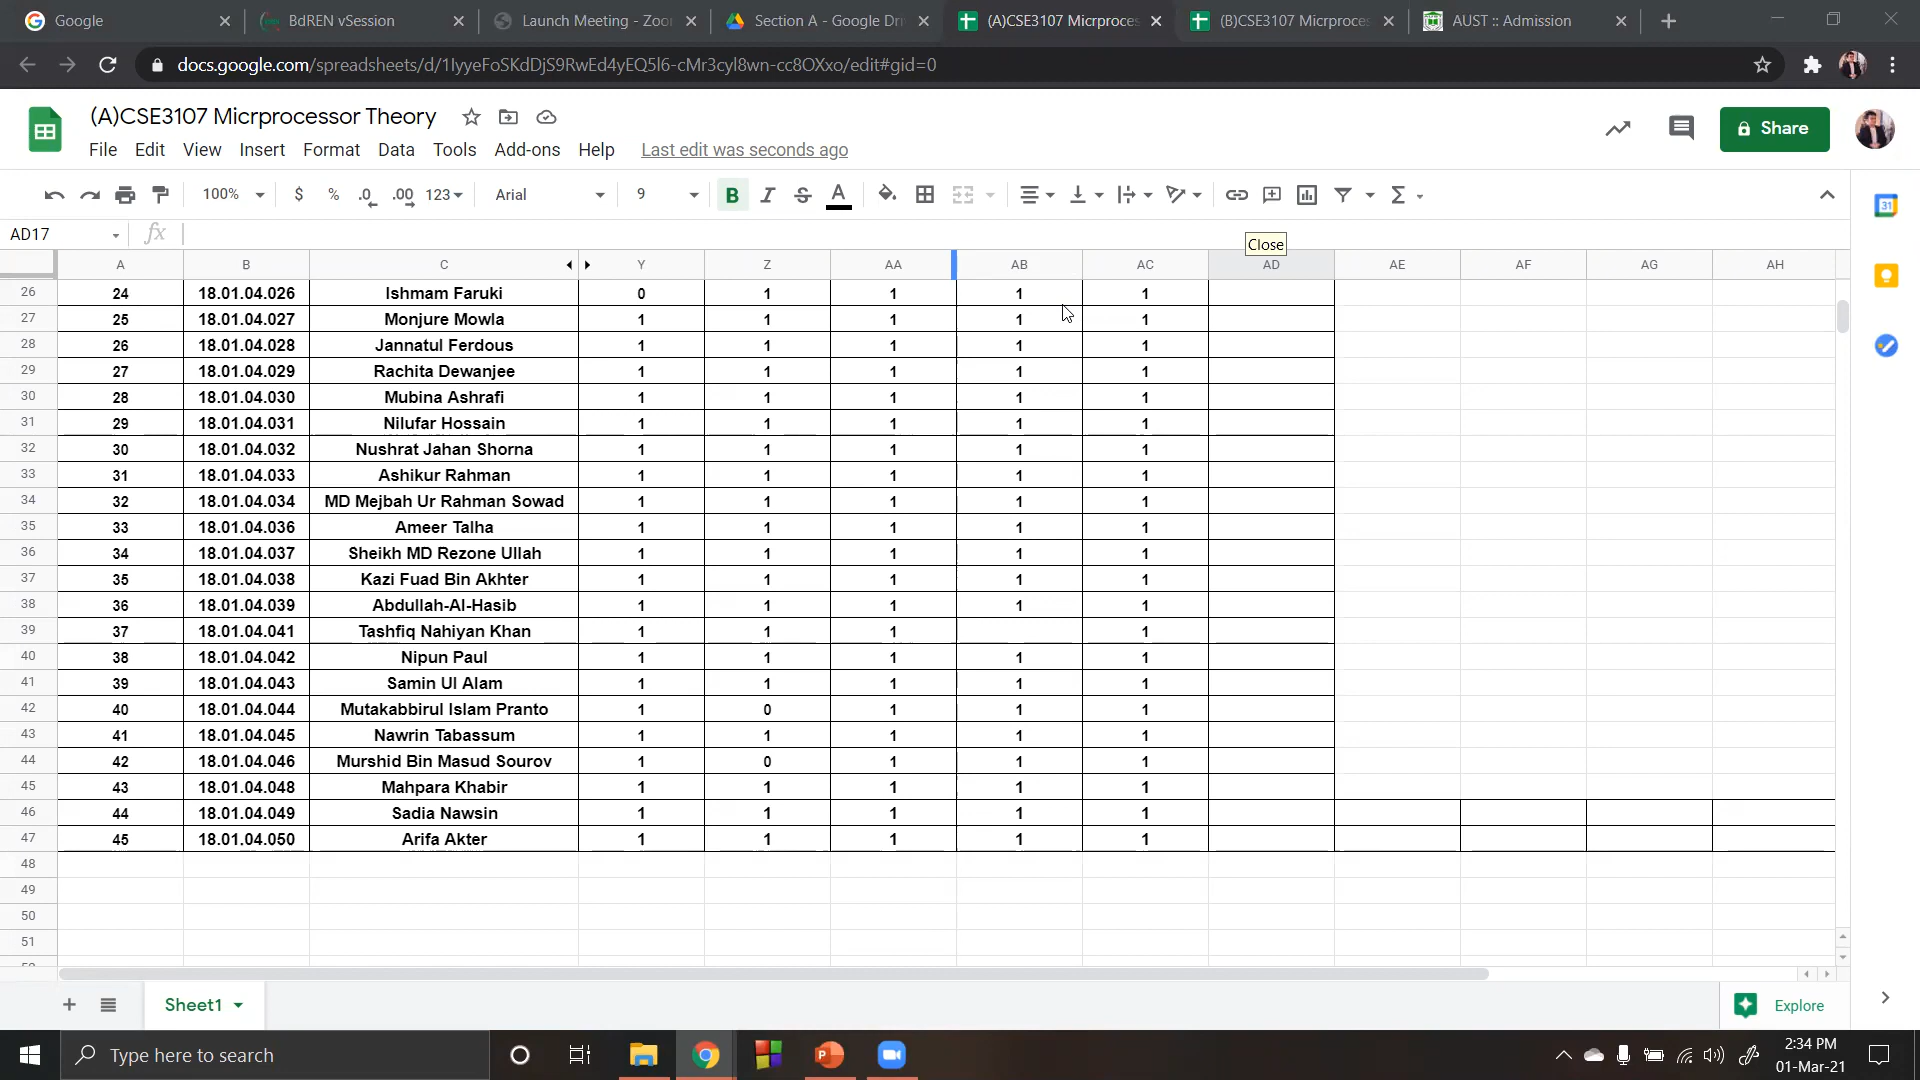 Google
BdREN vSession
Launch Meeting - Zoo
Section A - Google Dri
(A)CSE3107 Micrproces
(B)CSE3107 Micrproces
AUST :: Admission
docs.google.com/spreadsheets/d/1IyyeFoSKdDjS9RwEd4yEQ5l6-cMr3cyl8wn-cc8OXxo/edit#gid=0
(A)CSE3107 Micrprocessor Theory
Share
File Edit View Insert Format Data Tools Add-ons Help Last edit was seconds ago
100% $ % .0 .00 123 Arial 9 B I S A
31
AD17 fx
Close
A B C Y Z AA AB AC AD AE AF AG AH
26 24 18.01.04.026 Ishmam Faruki 0 1 1 1 1
27 25 18.01.04.027 Monjure Mowla 1 1 1 1 1
28 26 18.01.04.028 Jannatul Ferdous 1 1 1 1 1
29 27 18.01.04.029 Rachita Dewanjee 1 1 1 1 1
30 28 18.01.04.030 Mubina Ashrafi 1 1 1 1 1
31 29 18.01.04.031 Nilufar Hossain 1 1 1 1 1
32 30 18.01.04.032 Nushrat Jahan Shorna 1 1 1 1 1
33 31 18.01.04.033 Ashikur Rahman 1 1 1 1 1
34 32 18.01.04.034 MD Mejbah Ur Rahman Sowad 1 1 1 1 1
35 33 18.01.04.036 Ameer Talha 1 1 1 1 1
36 34 18.01.04.037 Sheikh MD Rezone Ullah 1 1 1 1 1
37 35 18.01.04.038 Kazi Fuad Bin Akhter 1 1 1 1 1
38 36 18.01.04.039 Abdullah-Al-Hasib 1 1 1 1 1
39 37 18.01.04.041 Tashfiq Nahiyan Khan 1 1 1 1
40 38 18.01.04.042 Nipun Paul 1 1 1 1 1
41 39 18.01.04.043 Samin Ul Alam 1 1 1 1 1
42 40 18.01.04.044 Mutakabbirul Islam Pranto 1 0 1 1 1
43 41 18.01.04.045 Nawrin Tabassum 1 1 1 1 1
44 42 18.01.04.046 Murshid Bin Masud Sourov 1 0 1 1 1
45 43 18.01.04.048 Mahpara Khabir 1 1 1 1 1
46 44 18.01.04.049 Sadia Nawsin 1 1 1 1 1
47 45 18.01.04.050 Arifa Akter 1 1 1 1 1
48
49
50
51
Sheet1
Explore
Type here to search
2:34 PM
01-Mar-21